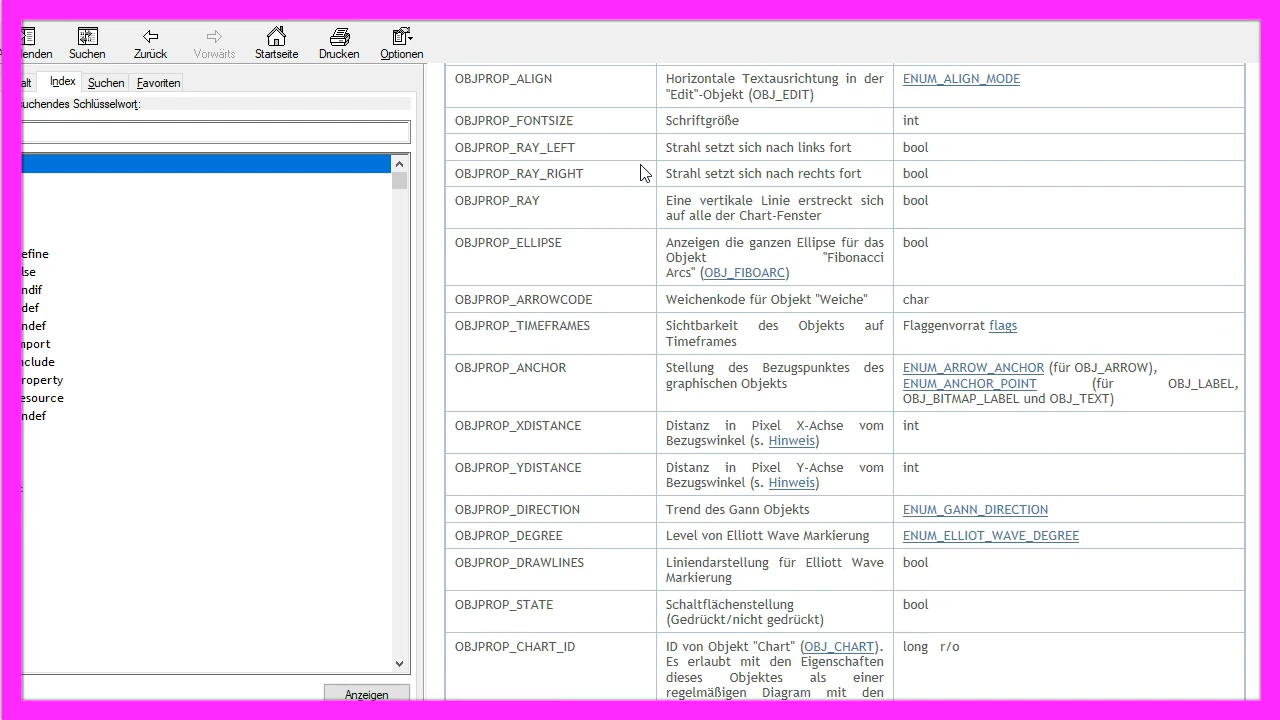 enden
Suchen
Zurück
Vorwärts
Startseite
Drucken
Optionen
alt
Index
Suchen
Favoriten
uchendes Schlüsselwort:
efine
lse
ndif
def
ndef
mport
nclude
roperty
esource
ndef
Anzeigen
OBJPROP_ALIGN
Horizontale Textausrichtung in der
"Edit"-Objekt (OBJ_EDIT)
ENUM_ALIGN_MODE
OBJPROP_FONTSIZE
Schriftgröße
int
OBJPROP_RAY_LEFT
Strahl setzt sich nach links fort
bool
OBJPROP_RAY_RIGHT
Strahl setzt sich nach rechts fort
bool
OBJPROP_RAY
Eine vertikale Linie erstreckt sich
auf alle der Chart-Fenster
bool
OBJPROP_ELLIPSE
Anzeigen die ganzen Ellipse für das
Objekt "Fibonacci
Arcs" (OBJ_FIBOARC)
bool
OBJPROP_ARROWCODE
Weichenkode für Objekt "Weiche"
char
OBJPROP_TIMEFRAMES
Sichtbarkeit des Objekts auf
Timeframes
Flaggenvorrat flags
OBJPROP_ANCHOR
Stellung des Bezugspunktes des
graphischen Objekts
ENUM_ARROW_ANCHOR (für OBJ_ARROW),
ENUM_ANCHOR_POINT (für OBJ_LABEL,
OBJ_BITMAP_LABEL und OBJ_TEXT)
OBJPROP_XDISTANCE
Distanz in Pixel X-Achse vom
Bezugswinkel (s. Hinweis)
int
OBJPROP_YDISTANCE
Distanz in Pixel Y-Achse vom
Bezugswinkel (s. Hinweis)
int
OBJPROP_DIRECTION
Trend des Gann Objekts
ENUM_GANN_DIRECTION
OBJPROP_DEGREE
Level von Elliott Wave Markierung
ENUM_ELLIOT_WAVE_DEGREE
OBJPROP_DRAWLINES
Liniendarstellung für Elliott Wave
Markierung
bool
OBJPROP_STATE
Schaltflächenstellung
(Gedrückt/nicht gedrückt)
bool
OBJPROP_CHART_ID
ID von Objekt "Chart" (OBJ_CHART).
Es erlaubt mit den Eigenschaften
dieses Objektes als einer
regelmäßigen Diagram mit den
long r/o